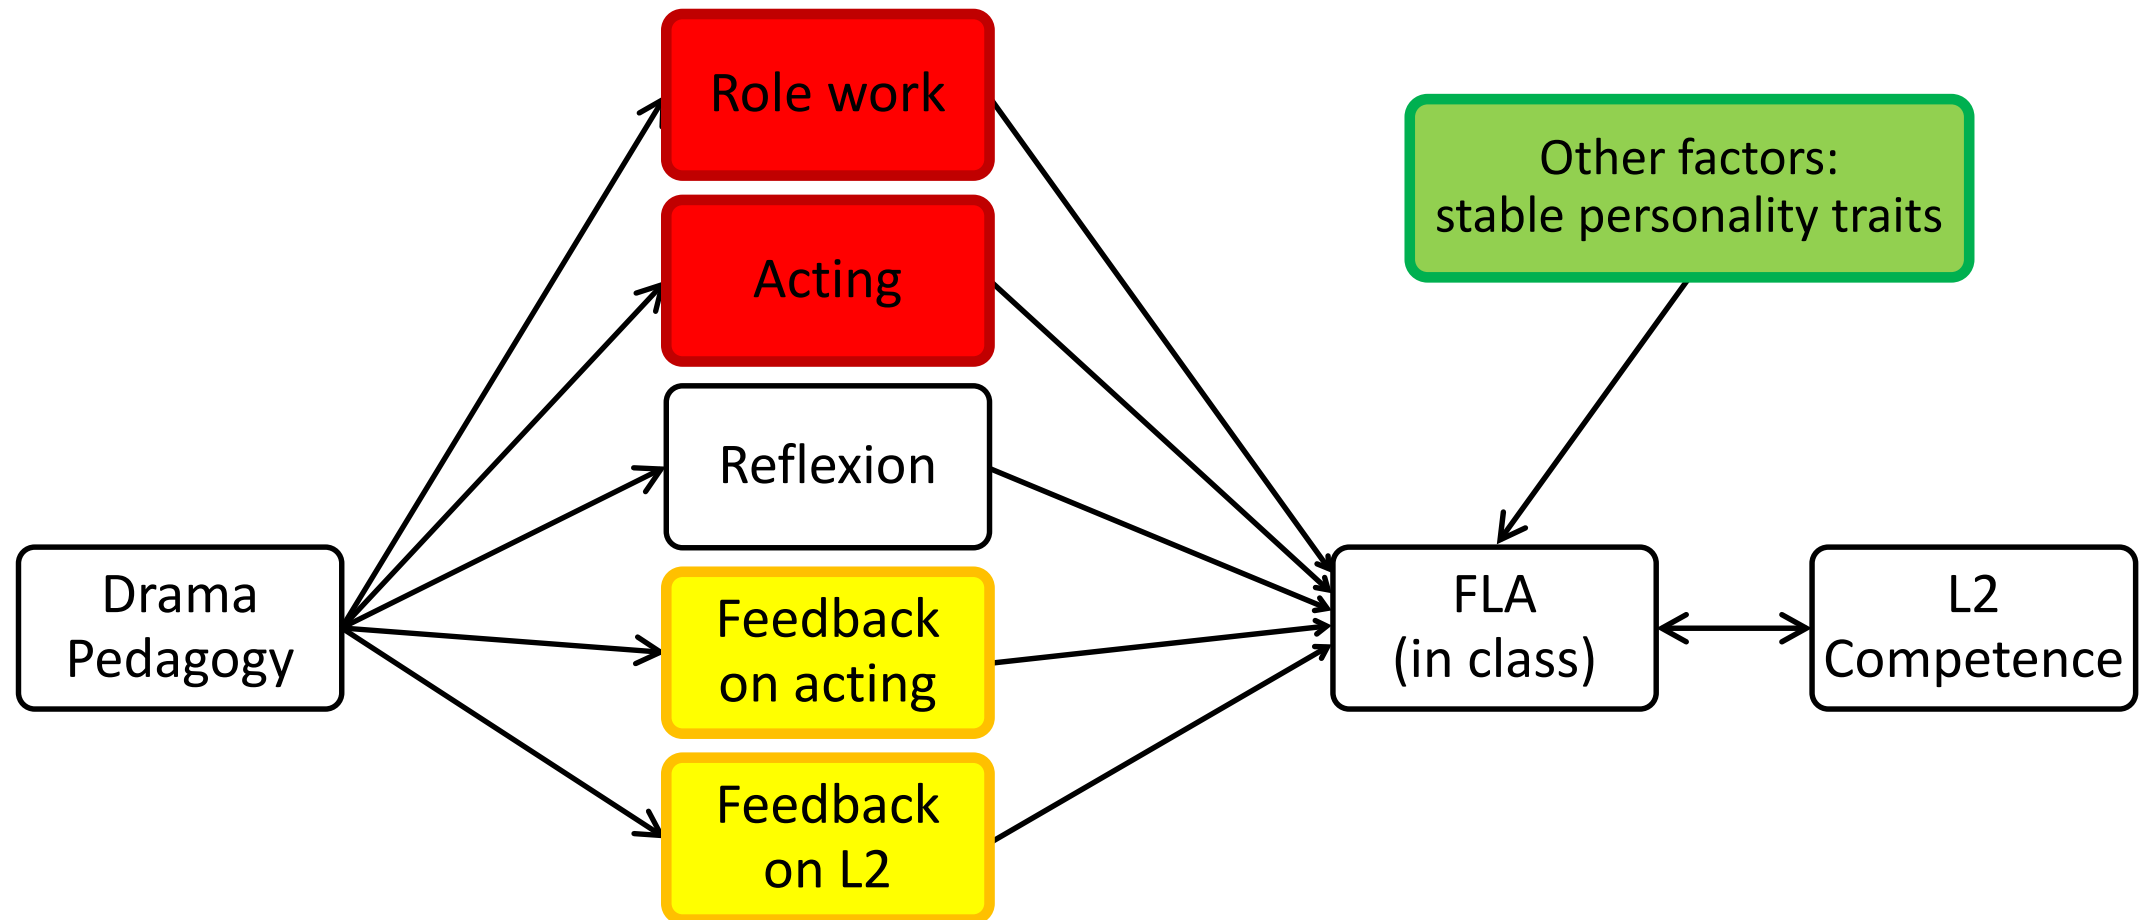 Role work
Acting
Reflexion
Feedback
on acting
Feedback
on L2
Drama
Pedagogy
Other factors:
stable personality traits
FLA
(in class)
L2
Competence